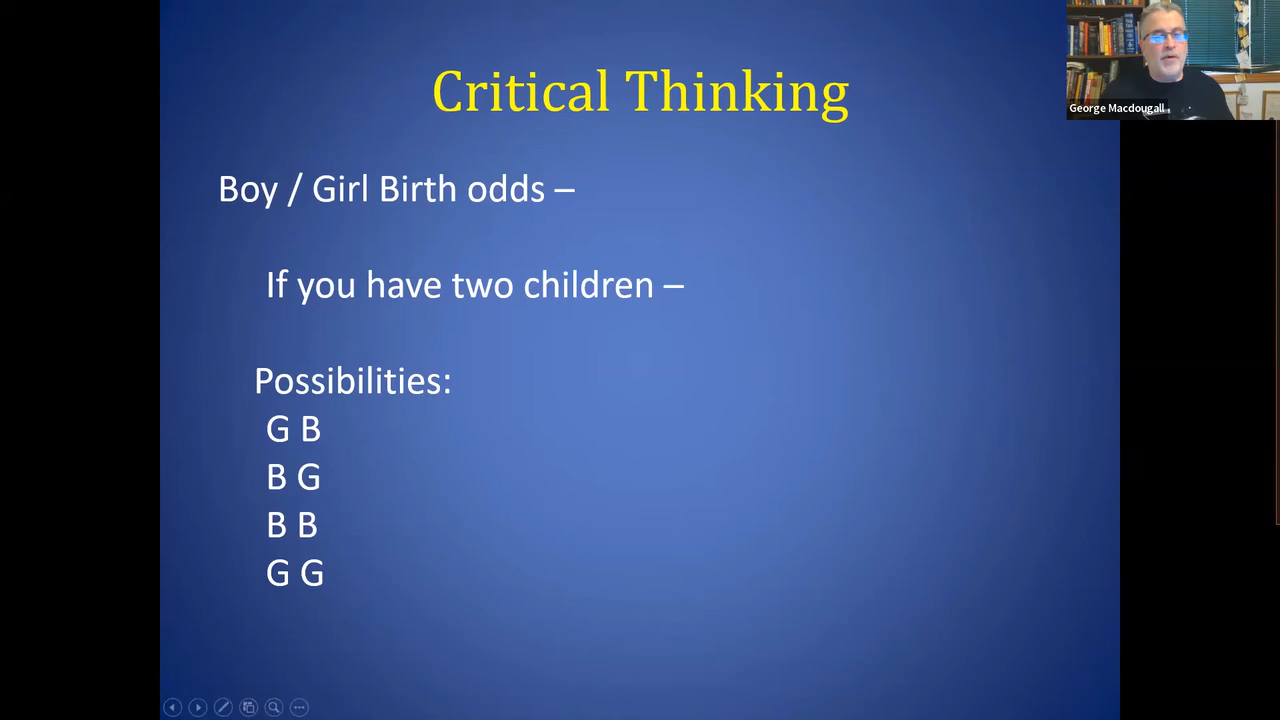 Critical Thinking
George Macdougall
Boy / Girl Birth odds –
If you have two children –
Possibilities:
G B
B G
B B
G G